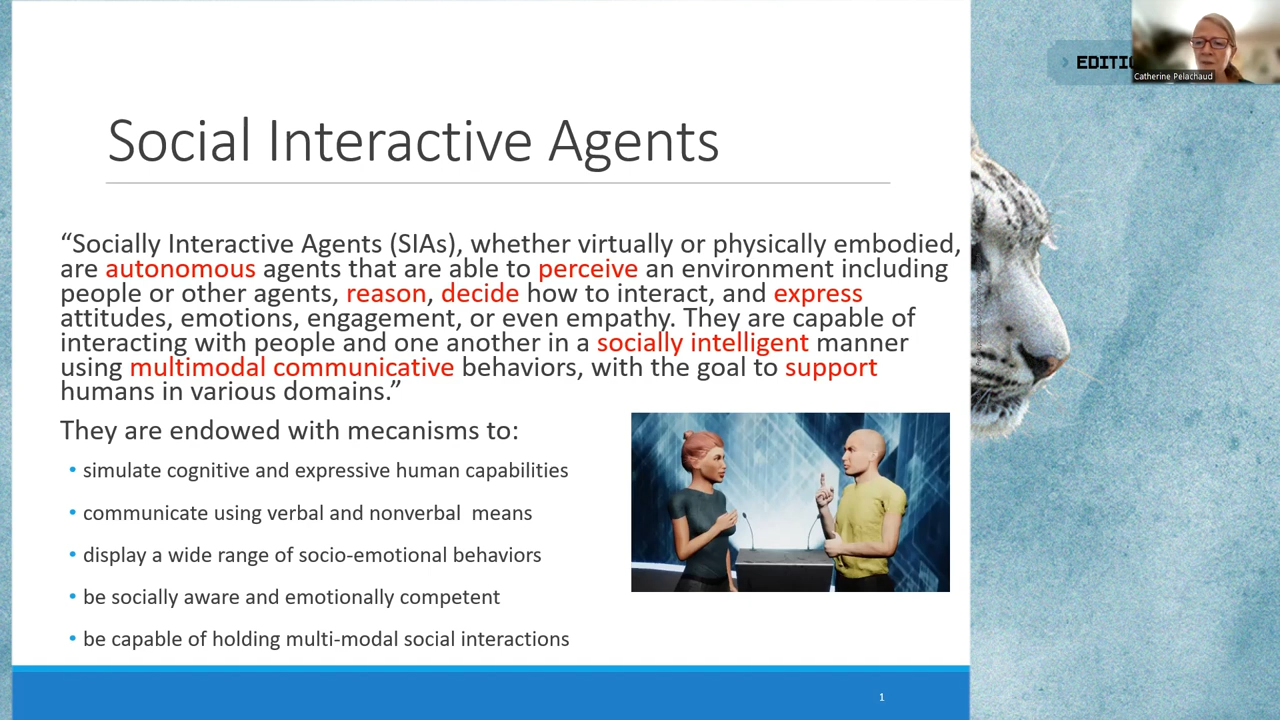 EDITIO
Catherine Pelachaud
Social Interactive Agents
“Socially Interactive Agents (SIAs), whether virtually or physically embodied,
are autonomous agents that are able to perceive an environment including
people or other agents, reason, decide how to interact, and express
attitudes, emotions, engagement, or even empathy. They are capable of
interacting with people and one another in a socially intelligent manner
using multimodal communicative behaviors, with the goal to support
humans in various domains.”
They are endowed with mecanisms to:
• simulate cognitive and expressive human capabilities
• communicate using verbal and nonverbal means
• display a wide range of socio-emotional behaviors
• be socially aware and emotionally competent
• be capable of holding multi-modal social interactions
1